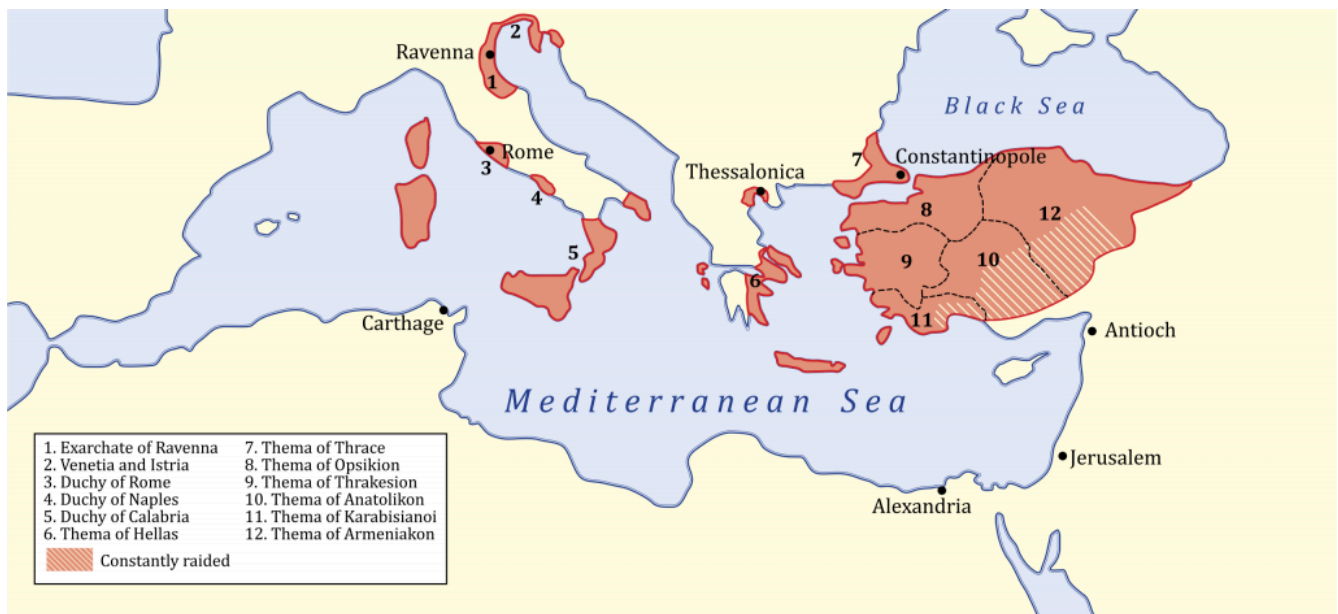 2
Ravenna
1
Black Sea
Rome
3
7
Constantinopole
Thessalonica
4
8
12
5
9
10
6
11
Carthage
Antioch
Mediterranean Sea
Jerusalem
Alexandria
1. Exarchate of Ravenna
2. Venetia and Istria
3. Duchy of Rome
4. Duchy of Naples
5. Duchy of Calabria
6. Thema of Hellas
7. Thema of Thrace
8. Thema of Opsikion
9. Thema of Thrakesion
10. Thema of Anatolikon
11. Thema of Karabisianoi
12. Thema of Armeniakon
Constantly raided